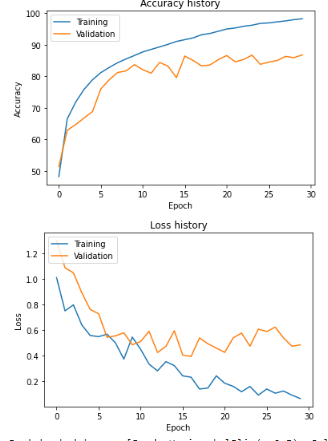 Accuracy history
Training
Validation
100
90
80
70
60
50
Accuracy
0
5
10
15
20
25
30
Epoch
Loss history
Training
Validation
1.2
1.0
0.8
0.6
0.4
0.2
Loss
0
5
10
15
20
25
30
Epoch